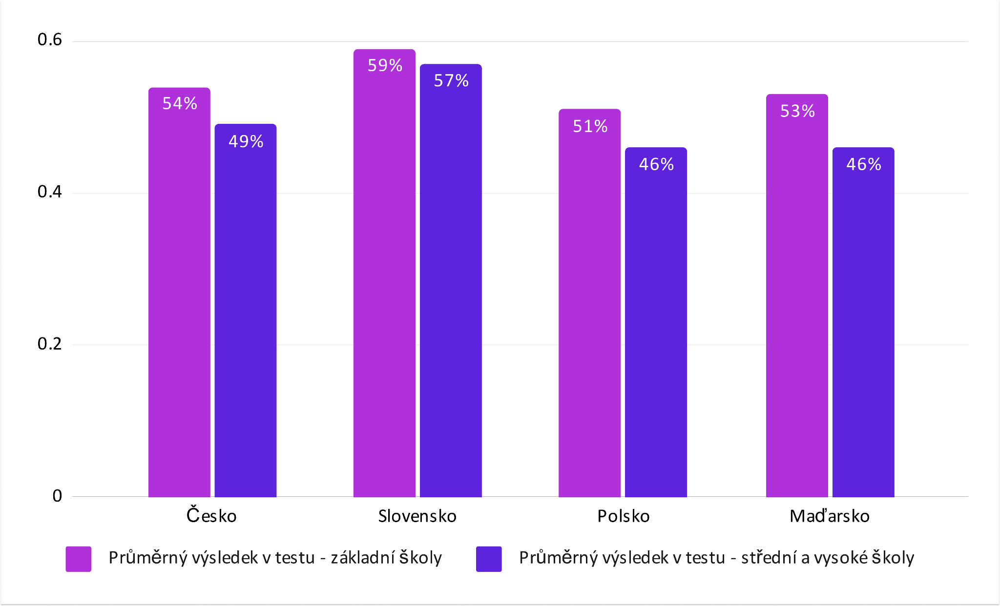 0.6
59%
57%
54%
53%
51%
49%
46%
46%
0.4
0.2
0
Česko
Slovensko
Polsko
Maďarsko
Průměrný výsledek v testu - základní školy
Průměrný výsledek v testu - střední a vysoké školy